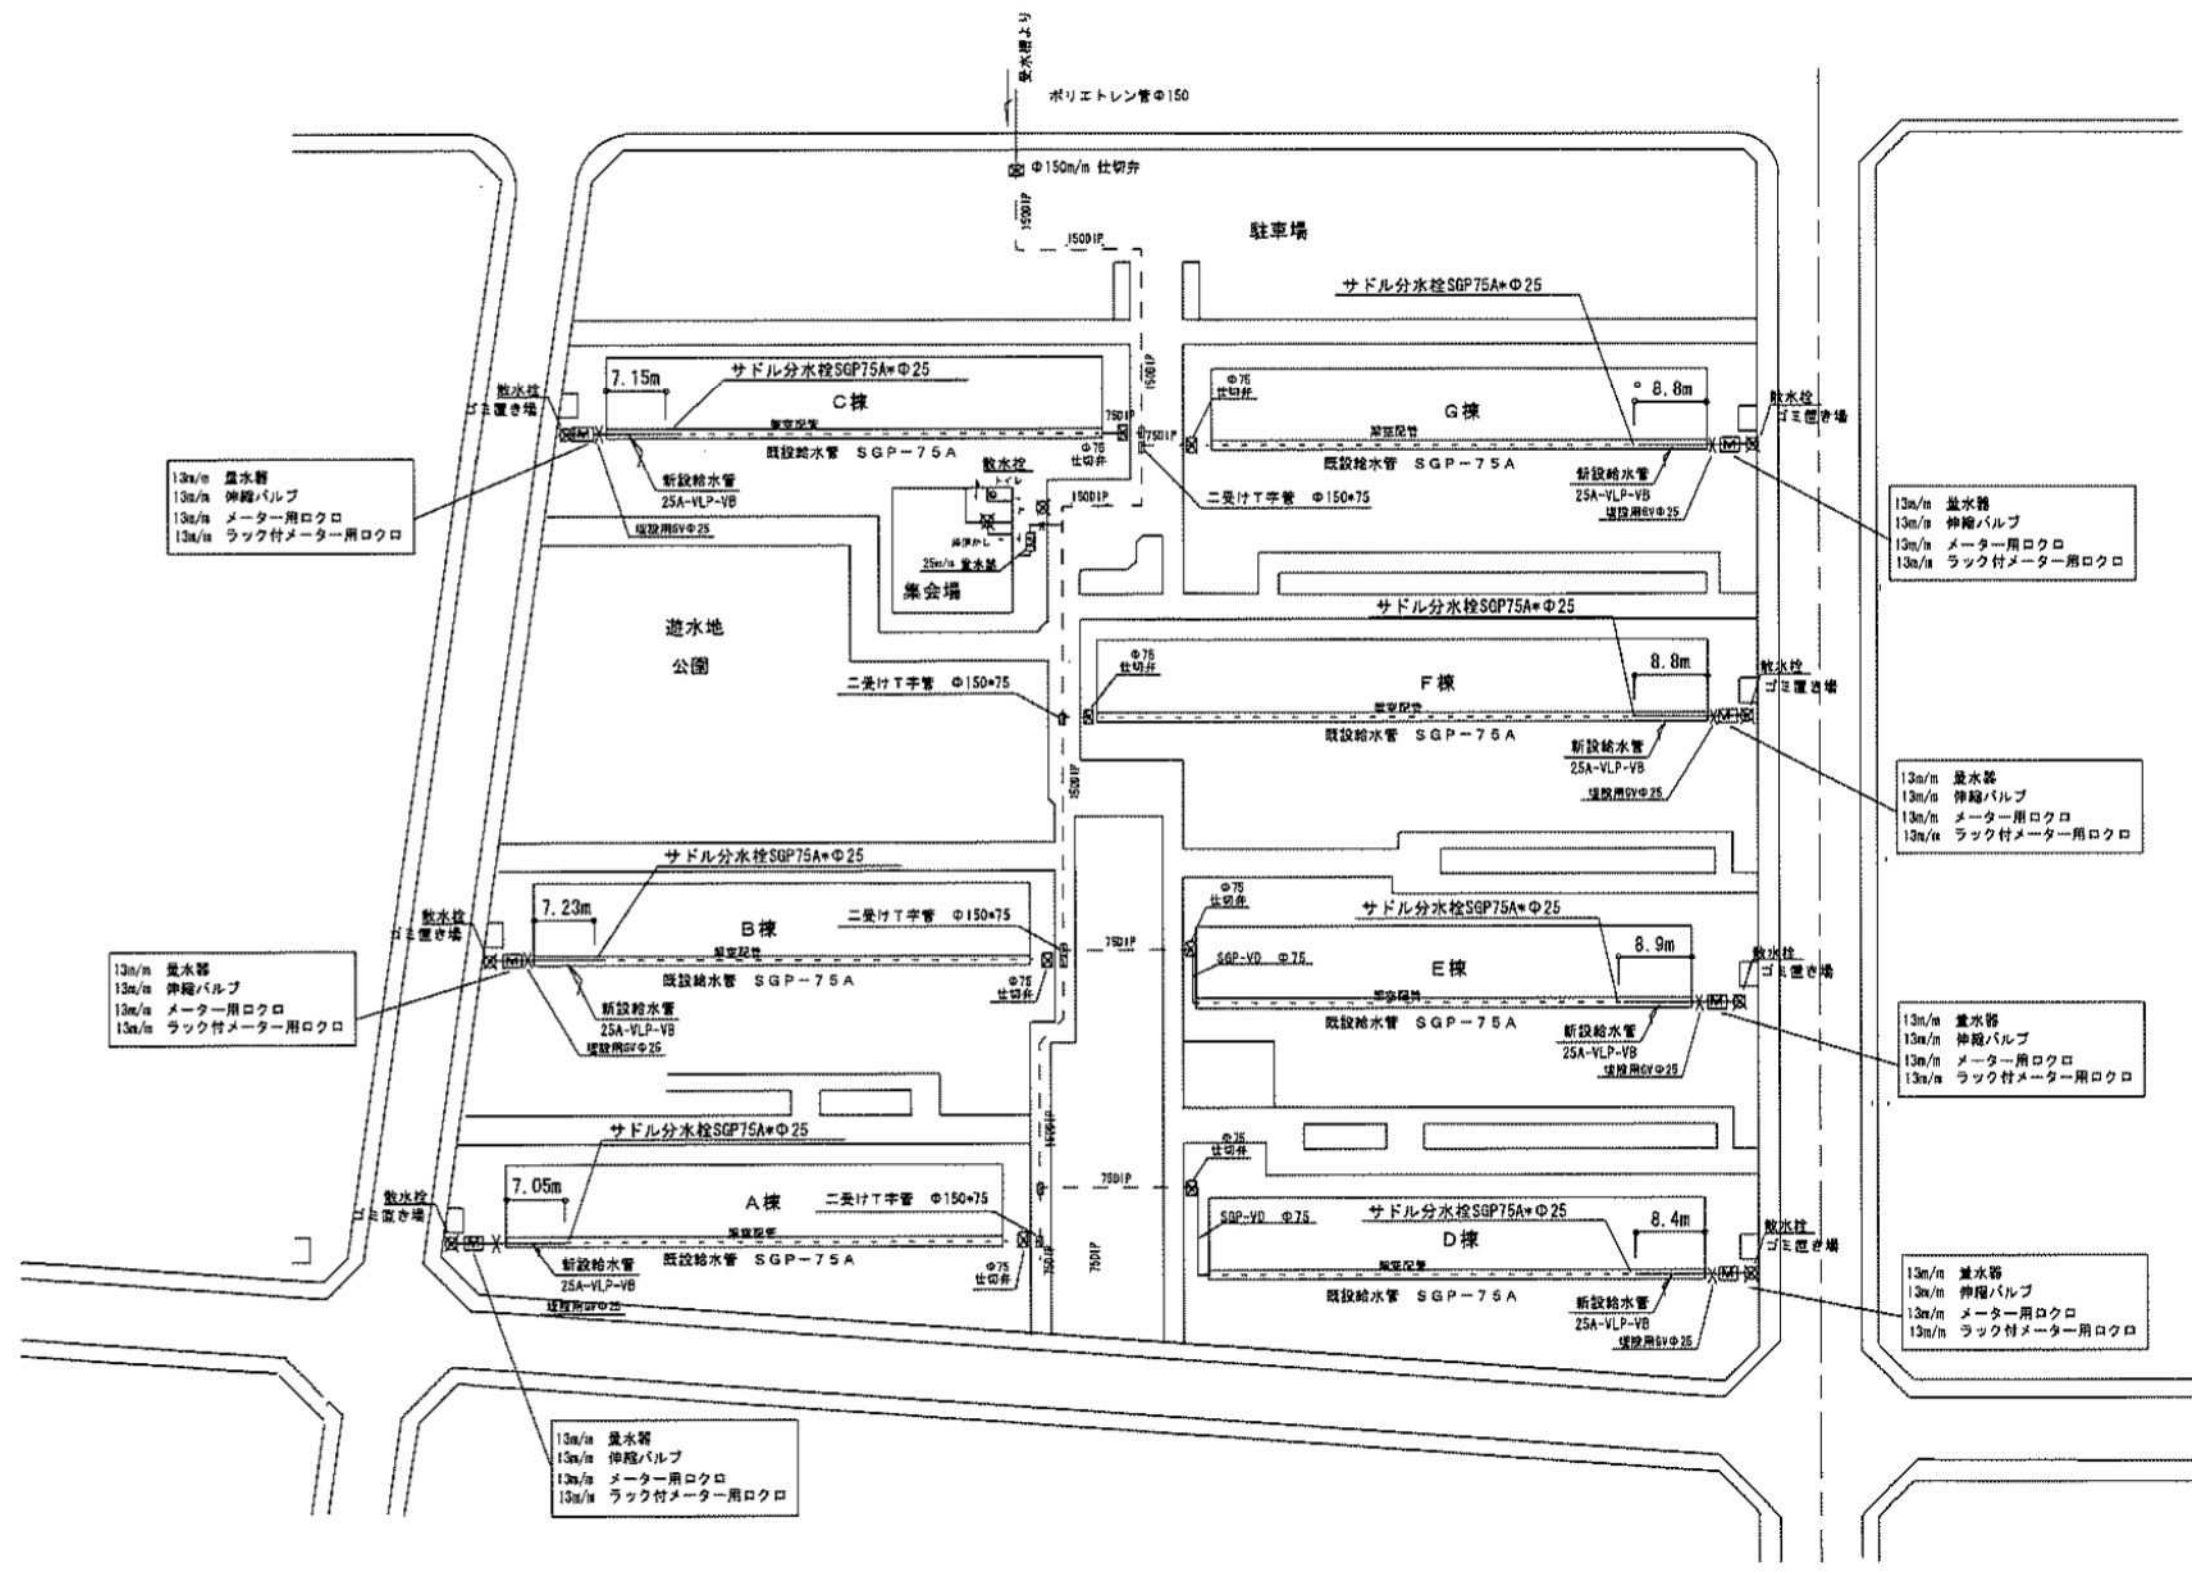 受水槽より
ポリエトレン管Φ150
Φ150m/m 仕切弁
150DIP
150DIP
駐車場
サドル分水栓SGP75A*Φ25
150DIP
7.15m
サドル分水栓SGP75A*Φ25
C棟
散水栓
ゴミ置き場
架空配管
75DIP
既設給水管 SGP-75A
Φ75
仕切弁
新設給水管
25A-VLP-VB
埋設用GVΦ25
13m/m 量水器
13m/m 伸縮バルブ
13m/m メーター用ロクロ
13m/m ラック付メーター用ロクロ
Φ75
仕切弁
75DIP
G棟
8.8m
散水栓
ゴミ置き場
架空配管
既設給水管 SGP-75A
新設給水管
25A-VLP-VB
埋設用GVΦ25
二受けT字管 Φ150*75
13m/m 量水器
13m/m 伸縮バルブ
13m/m メーター用ロクロ
13m/m ラック付メーター用ロクロ
散水栓
トイレ
150DIP
25m/m 量水器
集会場
遊水地
公園
サドル分水栓SGP75A*Φ25
Φ75
仕切弁
二受けT字管 Φ150*75
F棟
8.8m
散水栓
ゴミ置き場
架空配管
既設給水管 SGP-75A
新設給水管
25A-VLP-VB
埋設用GVΦ25
150DIP
13m/m 量水器
13m/m 伸縮バルブ
13m/m メーター用ロクロ
13m/m ラック付メーター用ロクロ
サドル分水栓SGP75A*Φ25
7.23m
B棟
二受けT字管 Φ150*75
散水栓
ゴミ置き場
架空配管
既設給水管 SGP-75A
Φ75
仕切弁
新設給水管
25A-VLP-VB
埋設用GVΦ25
13m/m 量水器
13m/m 伸縮バルブ
13m/m メーター用ロクロ
13m/m ラック付メーター用ロクロ
Φ75
仕切弁
サドル分水栓SGP75A*Φ25
75DIP
SGP-VD Φ75
E棟
8.9m
散水栓
ゴミ置き場
架空配管
既設給水管 SGP-75A
新設給水管
25A-VLP-VB
埋設用GVΦ25
13m/m 量水器
13m/m 伸縮バルブ
13m/m メーター用ロクロ
13m/m ラック付メーター用ロクロ
150DIP
サドル分水栓SGP75A*Φ25
7.05m
A棟
二受けT字管 Φ150*75
散水栓
ゴミ置き場
架空配管
既設給水管 SGP-75A
Φ75
仕切弁
75DIP
75DIP
新設給水管
25A-VLP-VB
埋設用GVΦ25
13m/m 量水器
13m/m 伸縮バルブ
13m/m メーター用ロクロ
13m/m ラック付メーター用ロクロ
Φ75
仕切弁
75DIP
SGP-VD Φ75
サドル分水栓SGP75A*Φ25
D棟
8.4m
散水栓
ゴミ置き場
架空配管
既設給水管 SGP-75A
新設給水管
25A-VLP-VB
埋設用GVΦ25
13m/m 量水器
13m/m 伸縮バルブ
13m/m メーター用ロクロ
13m/m ラック付メーター用ロクロ